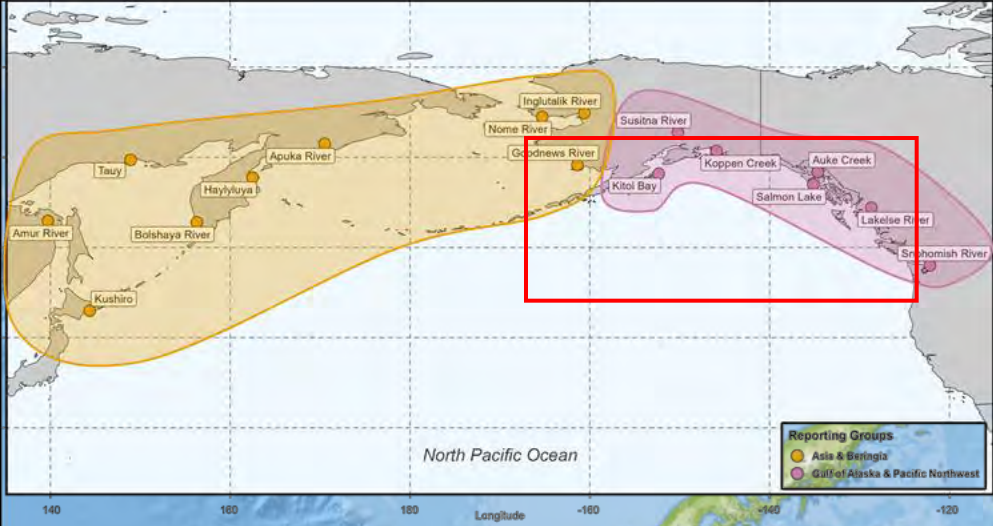 Inglutalik River
Susitna River
Nome River
Goodnews River
Apuka River
Koppen Creek
Auke Creek
Tauy
Haylyluya
Kitoi Bay
Salmon Lake
Lakelse River
Amur River
Bolshaya River
Snohomish River
Kushiro
Reporting Groups
Asia & Beringia
North Pacific Ocean
Gulf of Alaska & Pacific Northwest
140 160 180 -160 -140 -120
Longitude